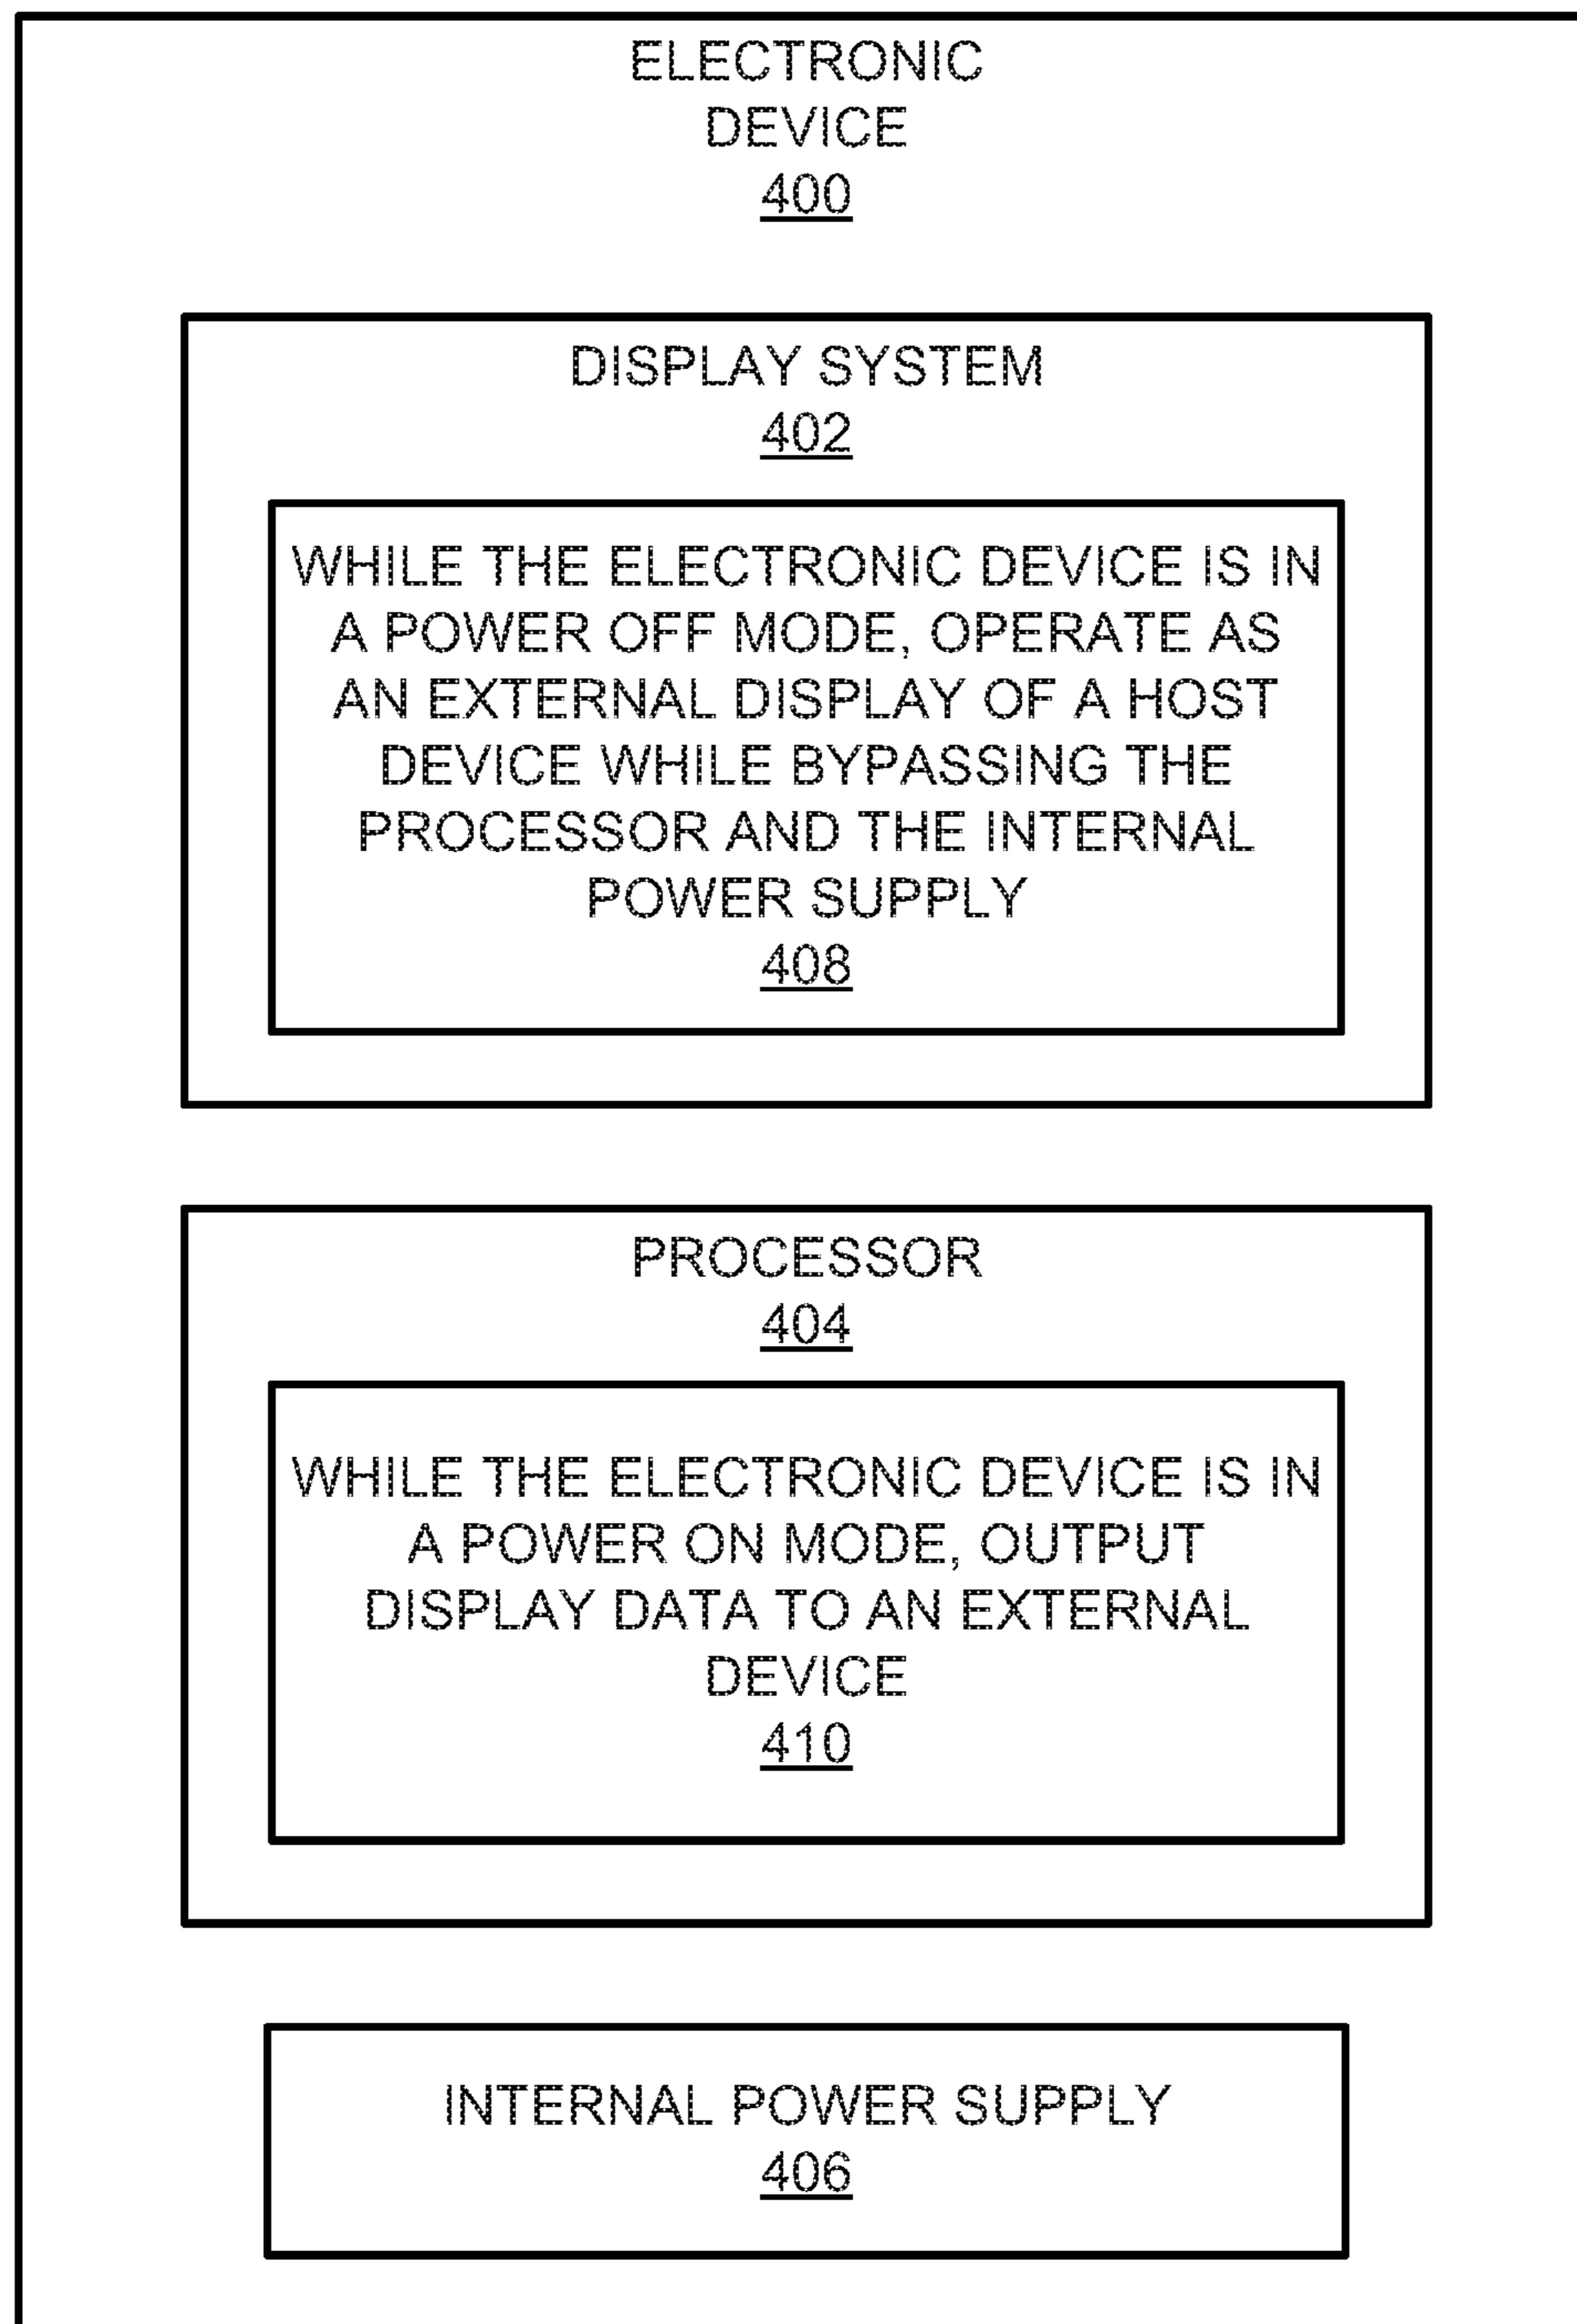 ELECTRONIC
DEVICE
400
DISPLAY SYSTEM
402
WHILE THE ELECTRONIC DEVICE IS IN
A POWER OFF MODE, OPERATE AS
AN EXTERNAL DISPLAY OF A HOST
DEVICE WHILE BYPASSING THE
PROCESSOR AND THE INTERNAL
POWER SUPPLY
408
PROCESSOR
404
WHILE THE ELECTRONIC DEVICE IS IN
A POWER ON MODE, OUTPUT
DISPLAY DATA TO AN EXTERNAL
DEVICE
410
INTERNAL POWER SUPPLY
406